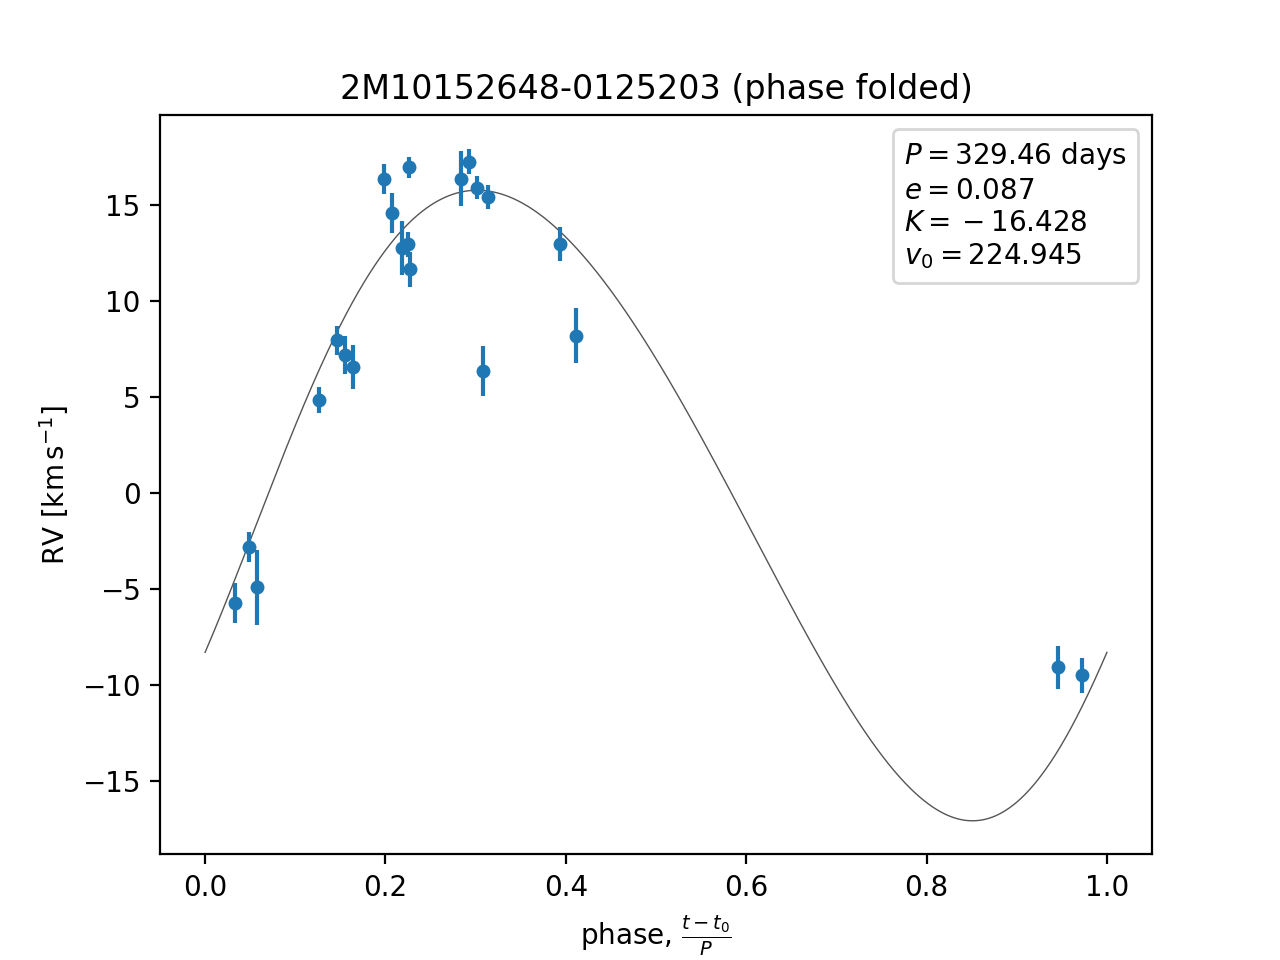 2M10152648-0125203 (phase folded)
P = 329.46 days
e = 0.087
K = −16.428
v₀ = 224.945
RV [km s⁻¹]
15
10
5
0
−5
−10
−15
0.0 0.2 0.4 0.6 0.8 1.0
phase, (t − t₀)/P